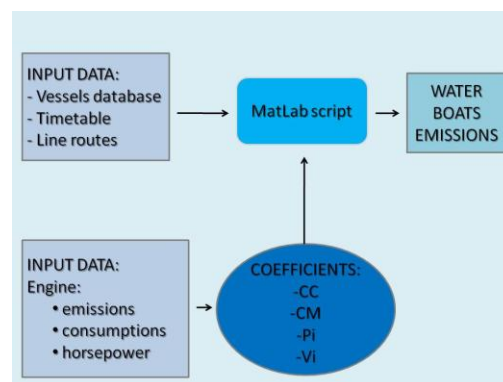 INPUT DATA:
- Vessels database
- Timetable
- Line routes
MatLab script
WATER
BOATS
EMISSIONS
INPUT DATA:
Engine:
• emissions
• consumptions
• horsepower
COEFFICIENTS:
-CC
-CM
-Pi
-Vi